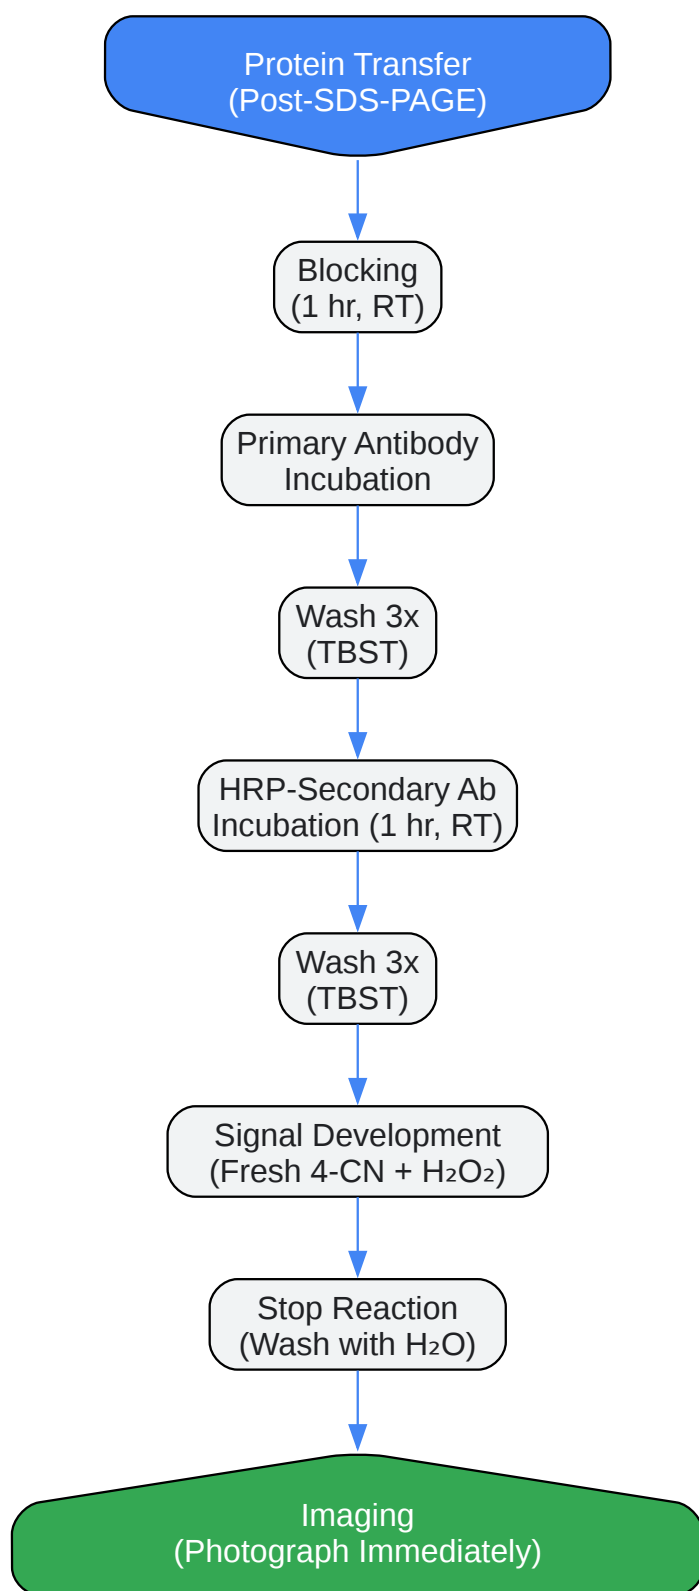 Protein Transfer
(Post-SDS-PAGE)
Blocking
(1 hr, RT)
Primary Antibody
Incubation
Wash 3x
(TBST)
HRP-Secondary Ab
Incubation (1 hr, RT)
Wash 3x
(TBST)
Signal Development
(Fresh 4-CN + H₂O₂)
Stop Reaction
(Wash with H₂O)
Imaging
(Photograph Immediately)